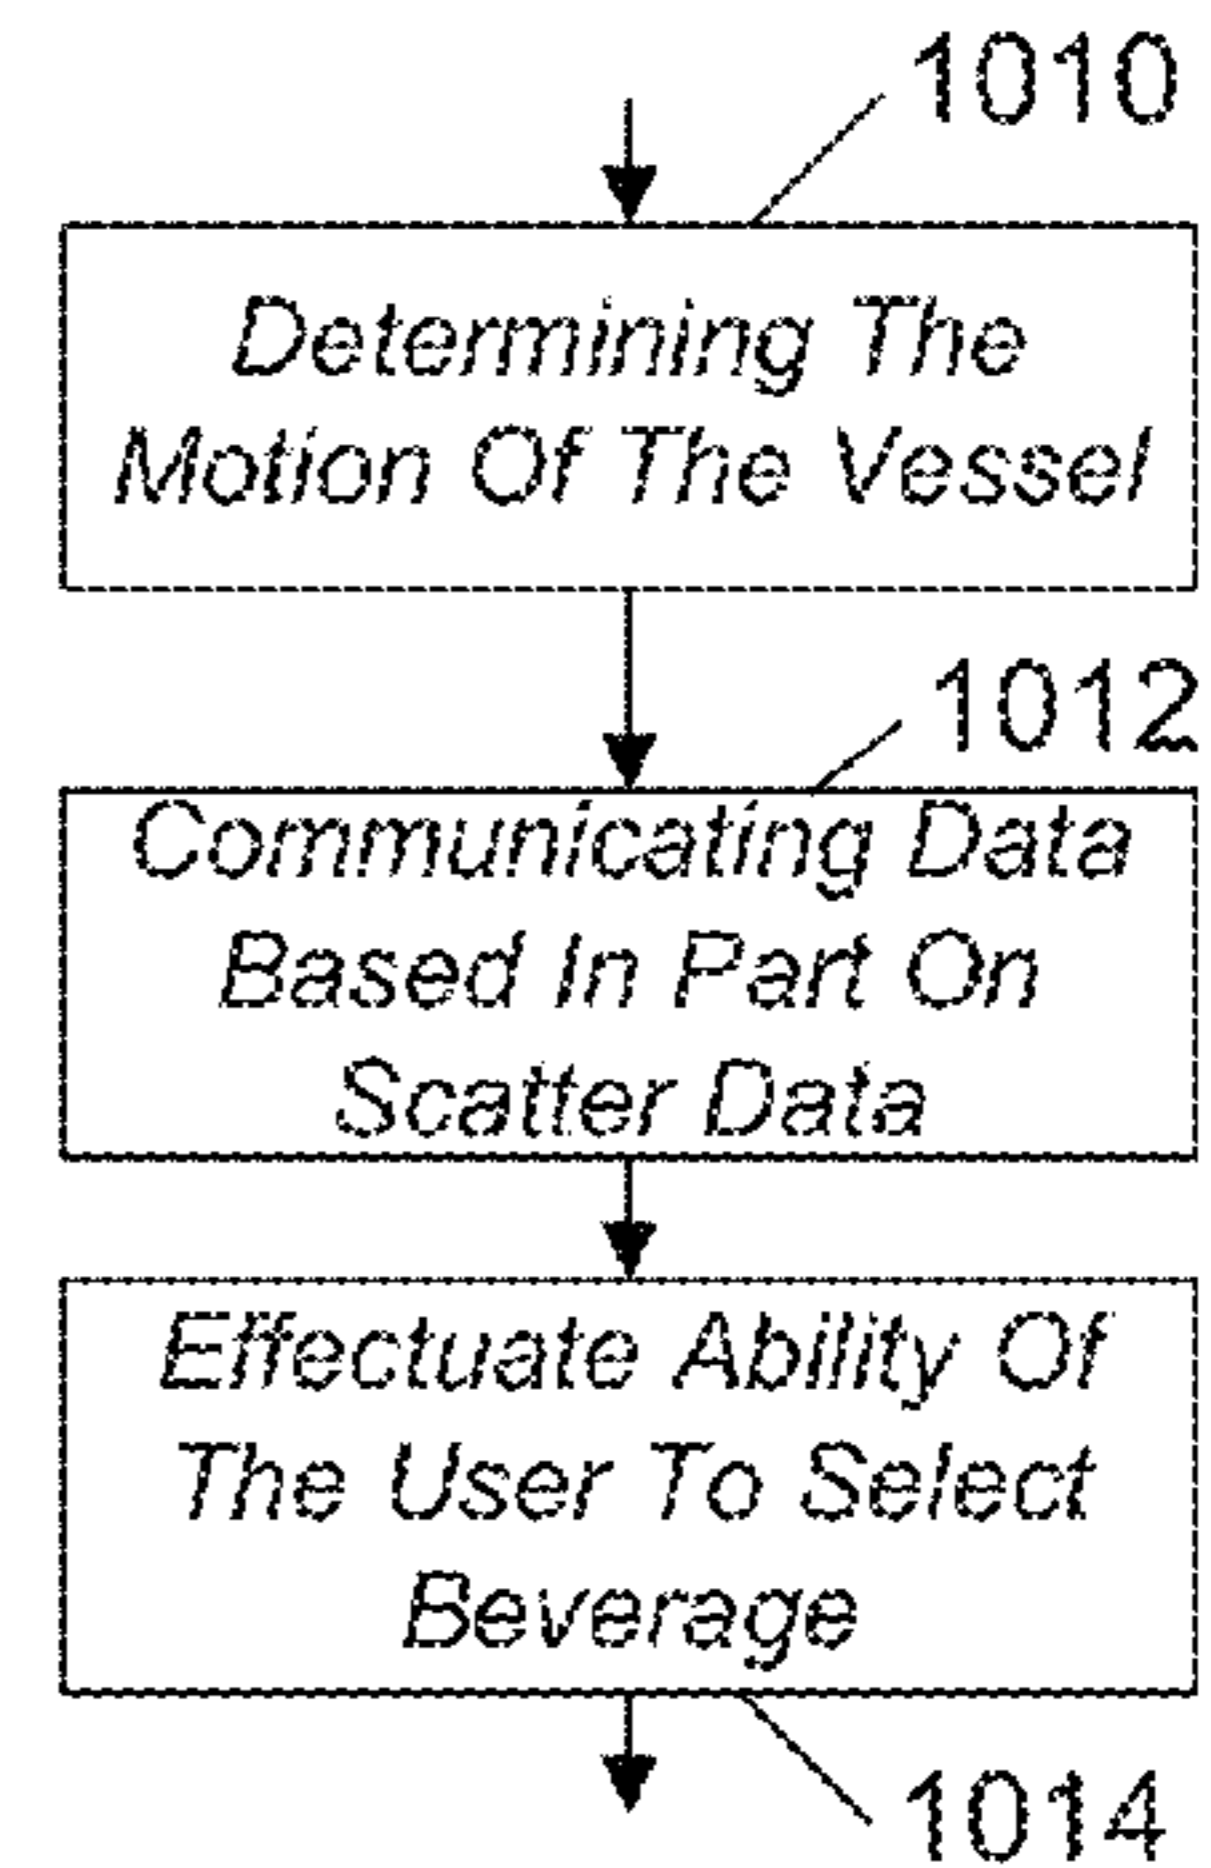 1010
Determining The
Motion Of The Vessel
1012
Communicating Data
Based In Part On
Scatter Data
Effectuate Ability Of
The User To Select
Beverage
1014